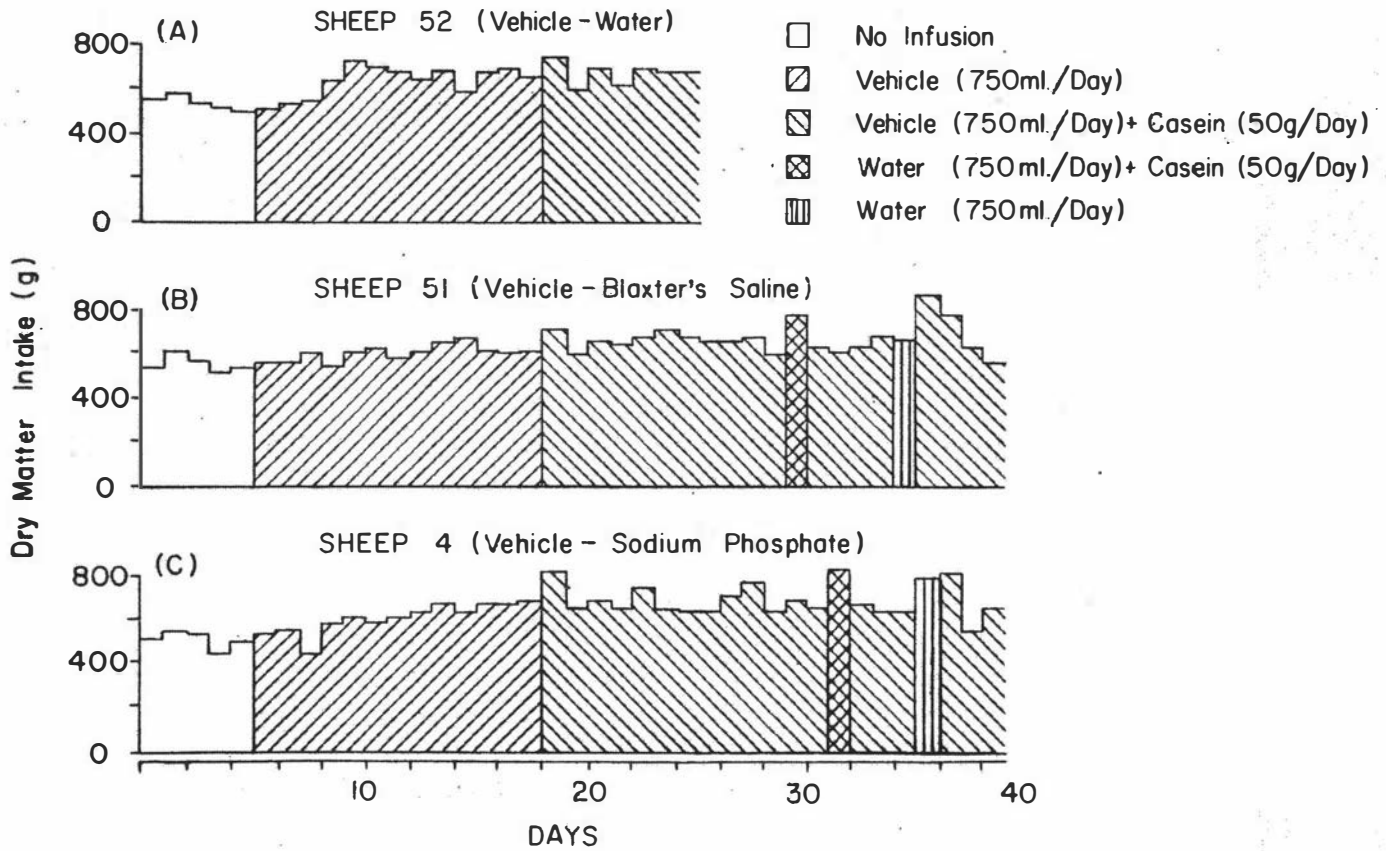 (A) SHEEP 52 (Vehicle-Water)
800
400
0
No Infusion
Vehicle (750ml./Day)
Vehicle (750ml./Day)+ Casein (50g/Day)
Water (750ml./Day)+ Casein (50g/Day)
Water (750ml./Day)
Dry Matter Intake (g)
(B) SHEEP 51 (Vehicle-Blaxter's Saline)
800
400
0
(C) SHEEP 4 (Vehicle- Sodium Phosphate)
800
400
0
10 20 30 40
DAYS